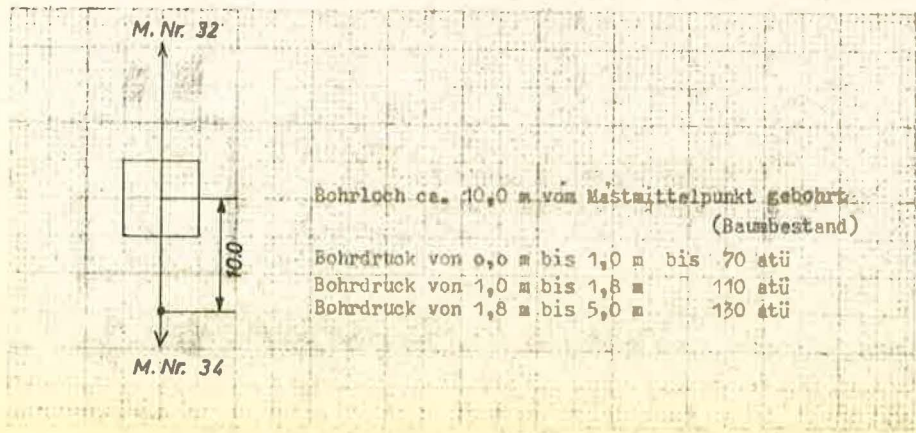 M. Nr. 32
Bohrloch ca. 10,0 m vom Mastmittelpunkt gebohrt.
(Baumbestand)
10.0
Bohrdruck von 0,0 m bis 1,0 m bis 70 atü
Bohrdruck von 1,0 m bis 1,8 m 110 atü
Bohrdruck von 1,8 m bis 5,0 m 130 atü
M. Nr. 34